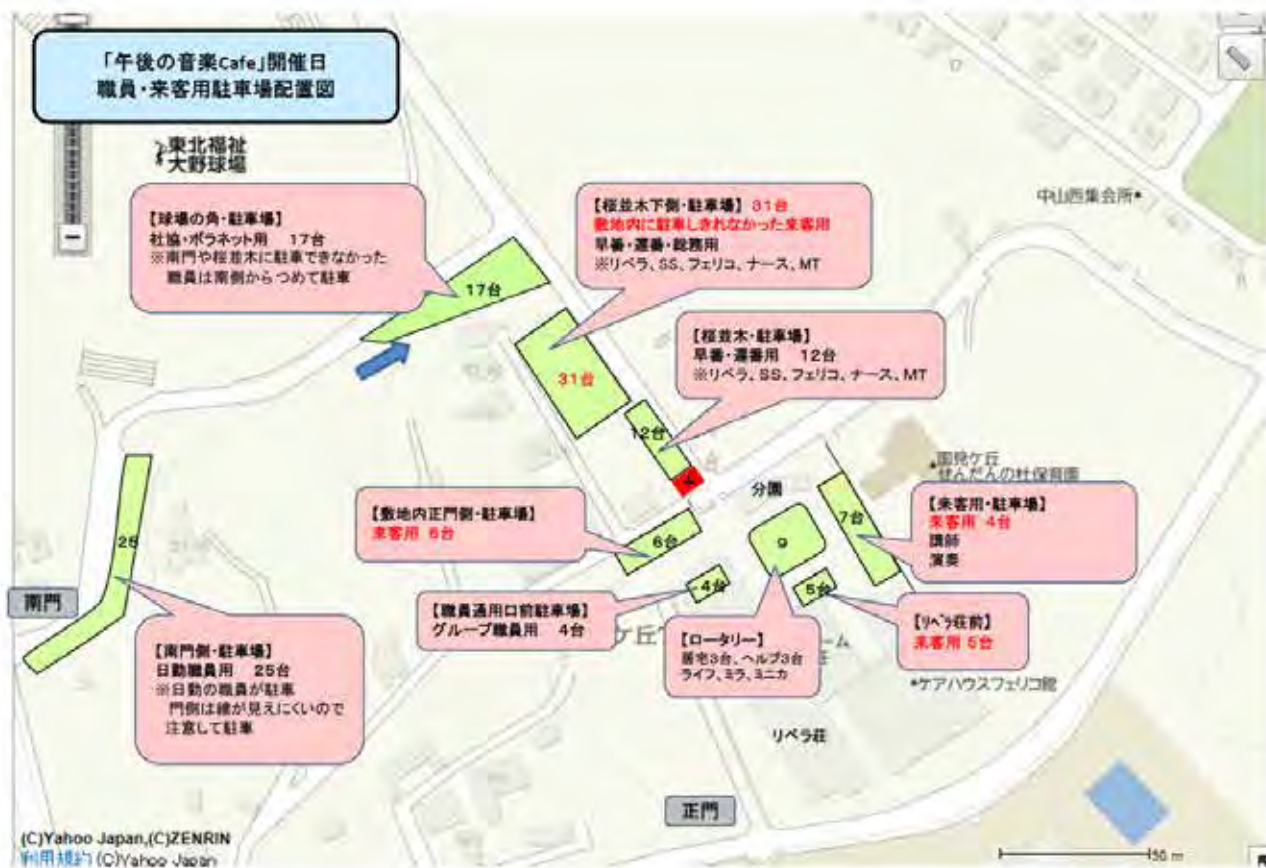 「午後の音楽Cafe」開催日
職員・来客用駐車場配置図
東北福祉
大野球場
【球場の角・駐車場】
社協・ボラネット用 17台
※南門や桜並木に駐車できなかった
職員は南側からつめて駐車
【桜並木下側・駐車場】 31台
敷地内に駐車しきれなかった来客用
早番・遅番・総務用
※リベラ、SS、フェリコ、ナース、MT
中山西集会所
17台
【桜並木・駐車場】
早番・遅番用 12台
※リベラ、SS、フェリコ、ナース、MT
31台
12台
国見ケ丘
せんだんの杜保育園
分園
【敷地内正門側・駐車場】
来客用 6台
7台
【来客用・駐車場】
来客用 4台
講師
演奏
6台
9
25
4台
5台
南門
【職員通用口前駐車場】
グループ職員用 4台
ケ丘
【ロータリー】
居宅3台、ヘルプ3台
ライフ、ミラ、ミニカ
ーム
荘
【リベラ荘前】
来客用 5台
ケアハウスフェリコ館
【南門側・駐車場】
日勤職員用 25台
※日勤の職員が駐車
門側は線が見えにくいので
注意して駐車
リベラ荘
正門
(C)Yahoo Japan,(C)ZENRIN
利用規約 (C)Yahoo Japan
50 m